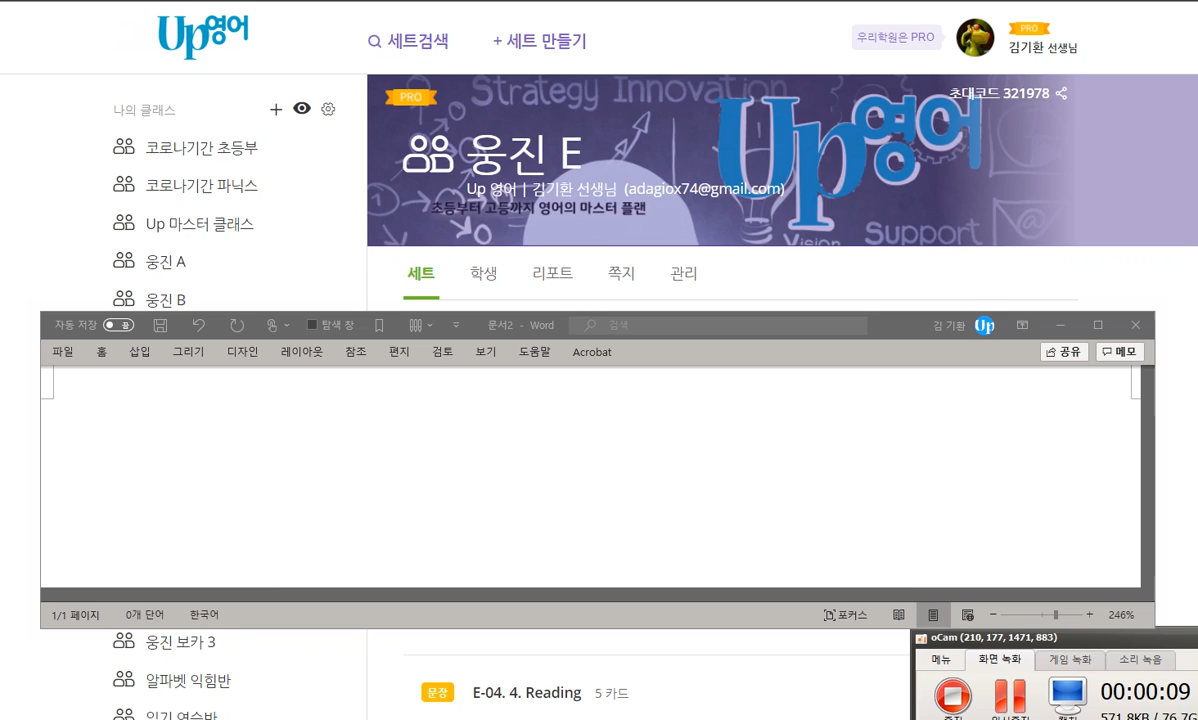 Up영어
세트검색
+ 세트 만들기
우리학원은 PRO
PRO
김기환 선생님
나의 클래스
코로나기간 초등부
코로나기간 파닉스
Up 마스터 클래스
웅진 A
웅진 B
PRO
Strategy Innovation
초대코드 321978
웅진 E
Up영어
Up 영어 | 김기환 선생님 (adagiox74@gmail.com)
초등부터 고등까지 영어의 마스터 플랜
Vision
Support
세트 학생 리포트 쪽지 관리
자동 저장 끔 탐색 창 문서2 - Word 검색 김 기환 Up
파일 홈 삽입 그리기 디자인 레이아웃 참조 편지 검토 보기 도움말 Acrobat 공유 메모
1/1 페이지 0개 단어 한국어 포커스 246%
웅진 보카 3
알파벳 익힘반
문장 E-04. 4. Reading 5 카드
oCam (210, 177, 1471, 883)
메뉴 화면 녹화 게임 녹화 소리 녹음
00:00:09